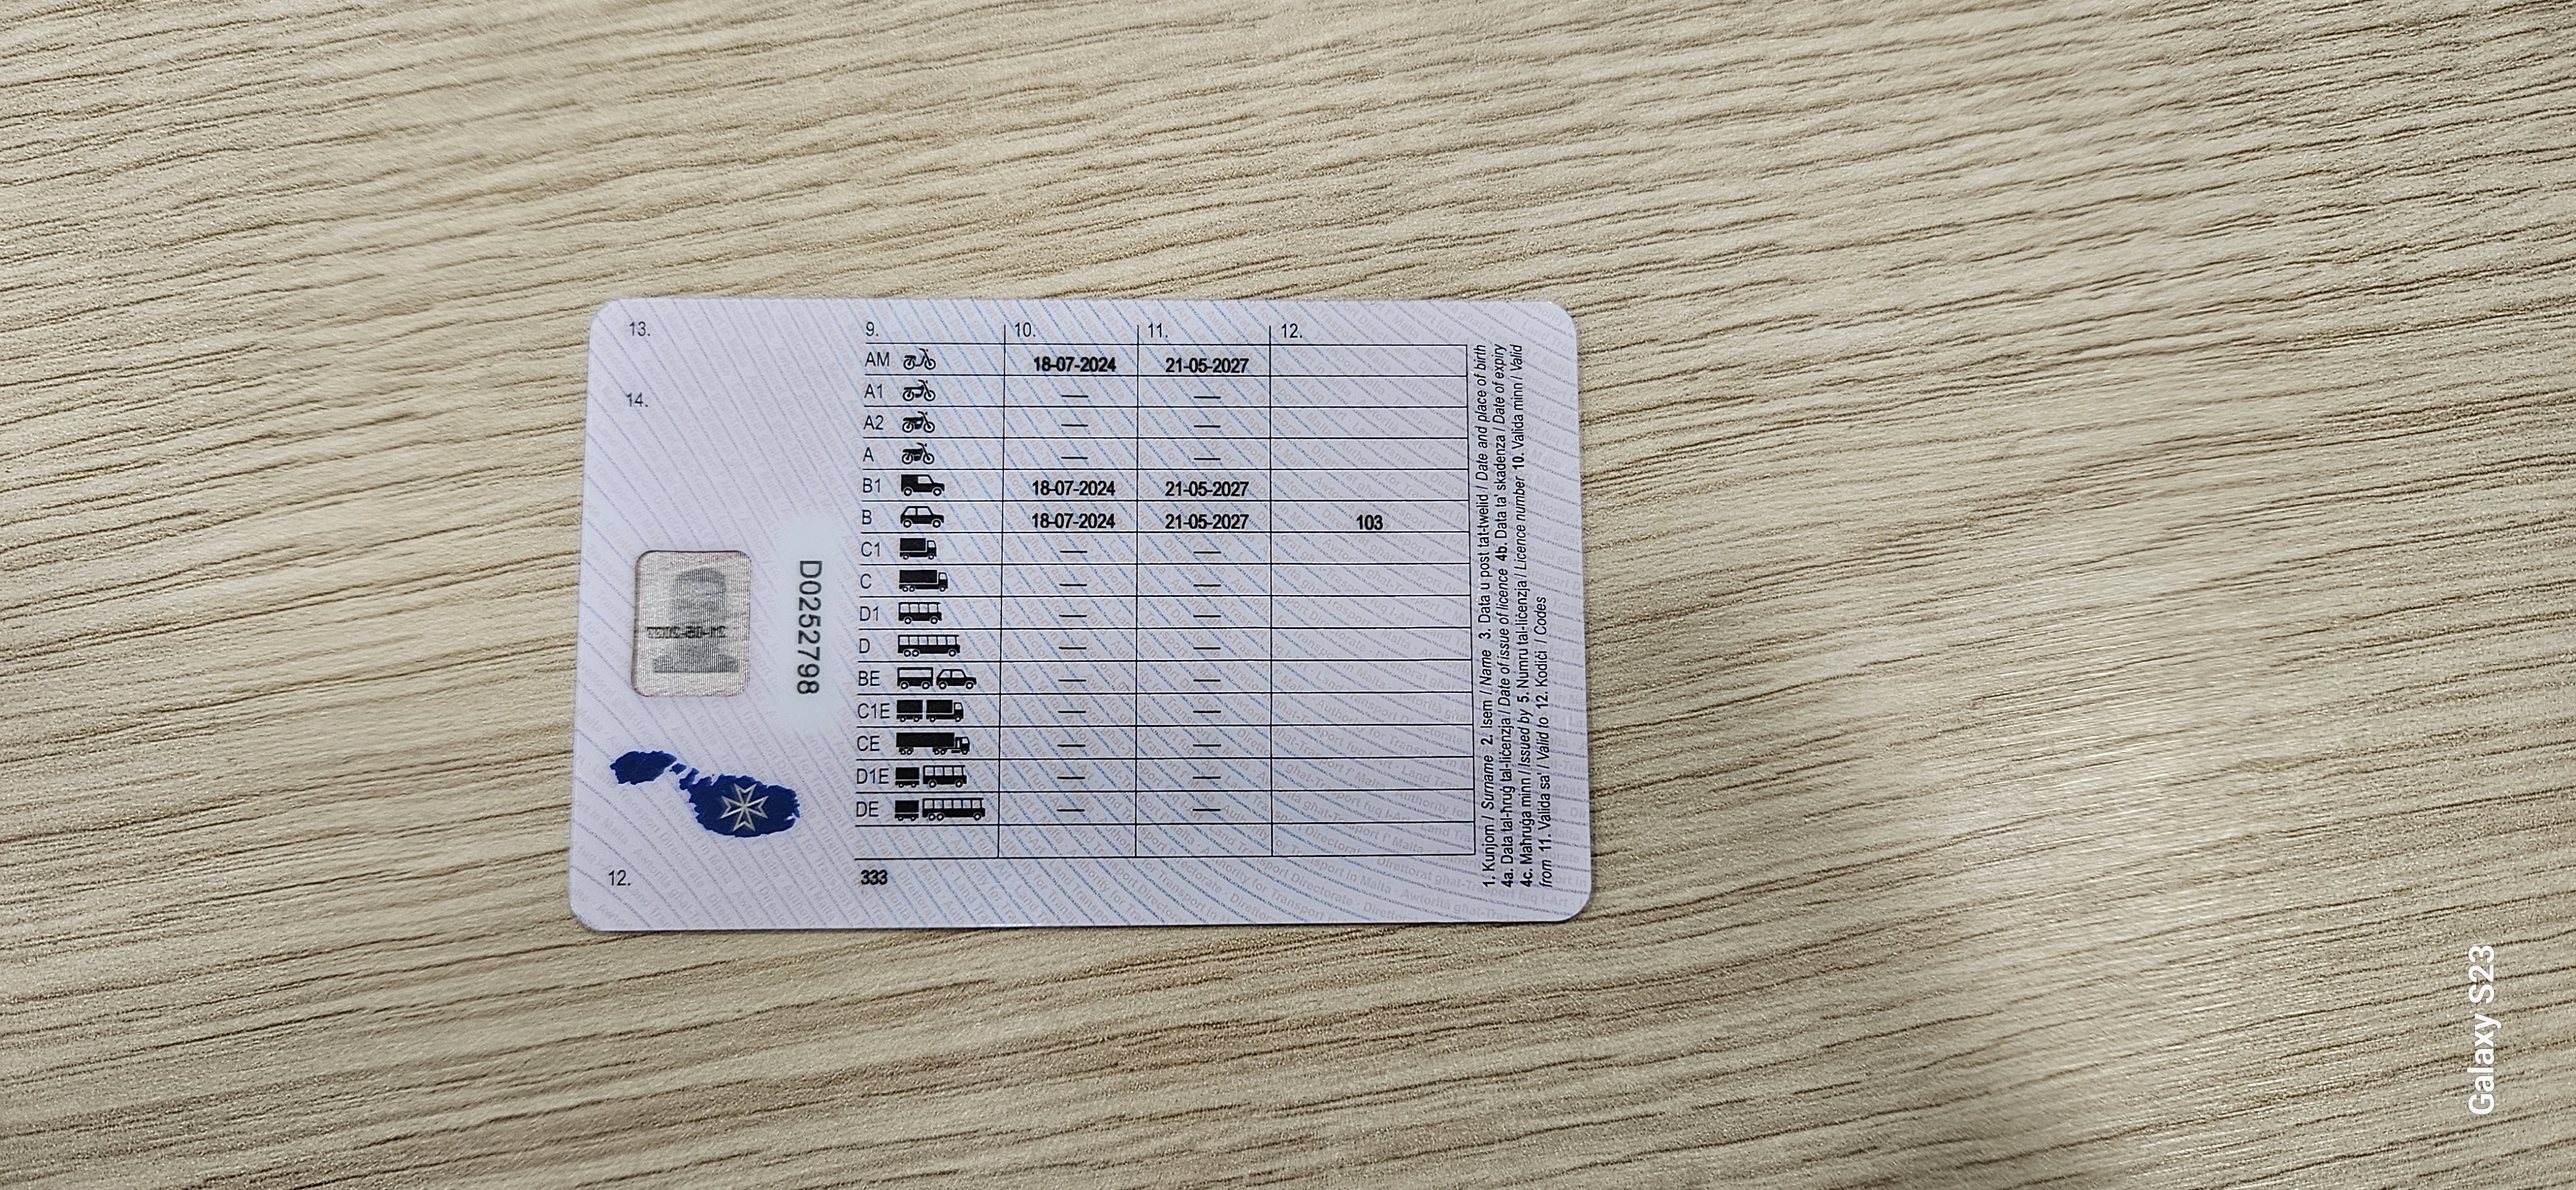 13.
14.
D0252798
12.
9. 10. 11. 12.
AM 18-07-2024 21-05-2027
A1 — —
A2 — —
A — —
B1 18-07-2024 21-05-2027
B 18-07-2024 21-05-2027 103
C1 — —
C — —
D1 — —
D — —
BE — —
C1E — —
CE — —
D1E — —
DE — —
333
1. Kunjom / Surname 2. Isem / Name 3. Data u post tat-twelid / Date and place of birth
4a. Data tal-ħruġ tal-liċenzja / Date of issue of licence 4b. Data ta' skadenza / Date of expiry
4c. Maħruġa minn / Issued by 5. Numru tal-liċenzja / Licence number 10. Valida minn / Valid
from 11. Valida sa' / Valid to 12. Kodiċi / Codes
Galaxy S23